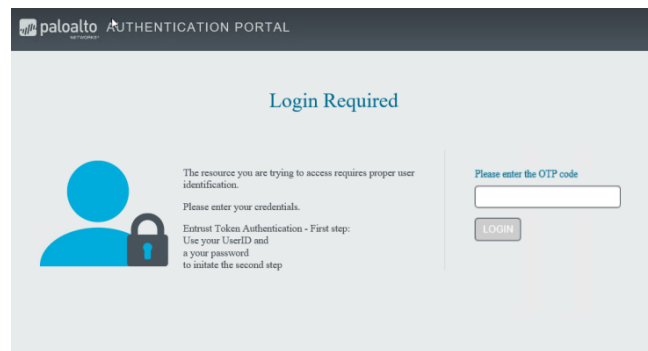 paloalto AUTHENTICATION PORTAL
NETWORKS
Login Required
The resource you are trying to access requires proper user
identification.
Please enter your credentials.
Entrust Token Authentication - First step:
Use your UserID and
a your password
to initate the second step
Please enter the OTP code
LOGIN